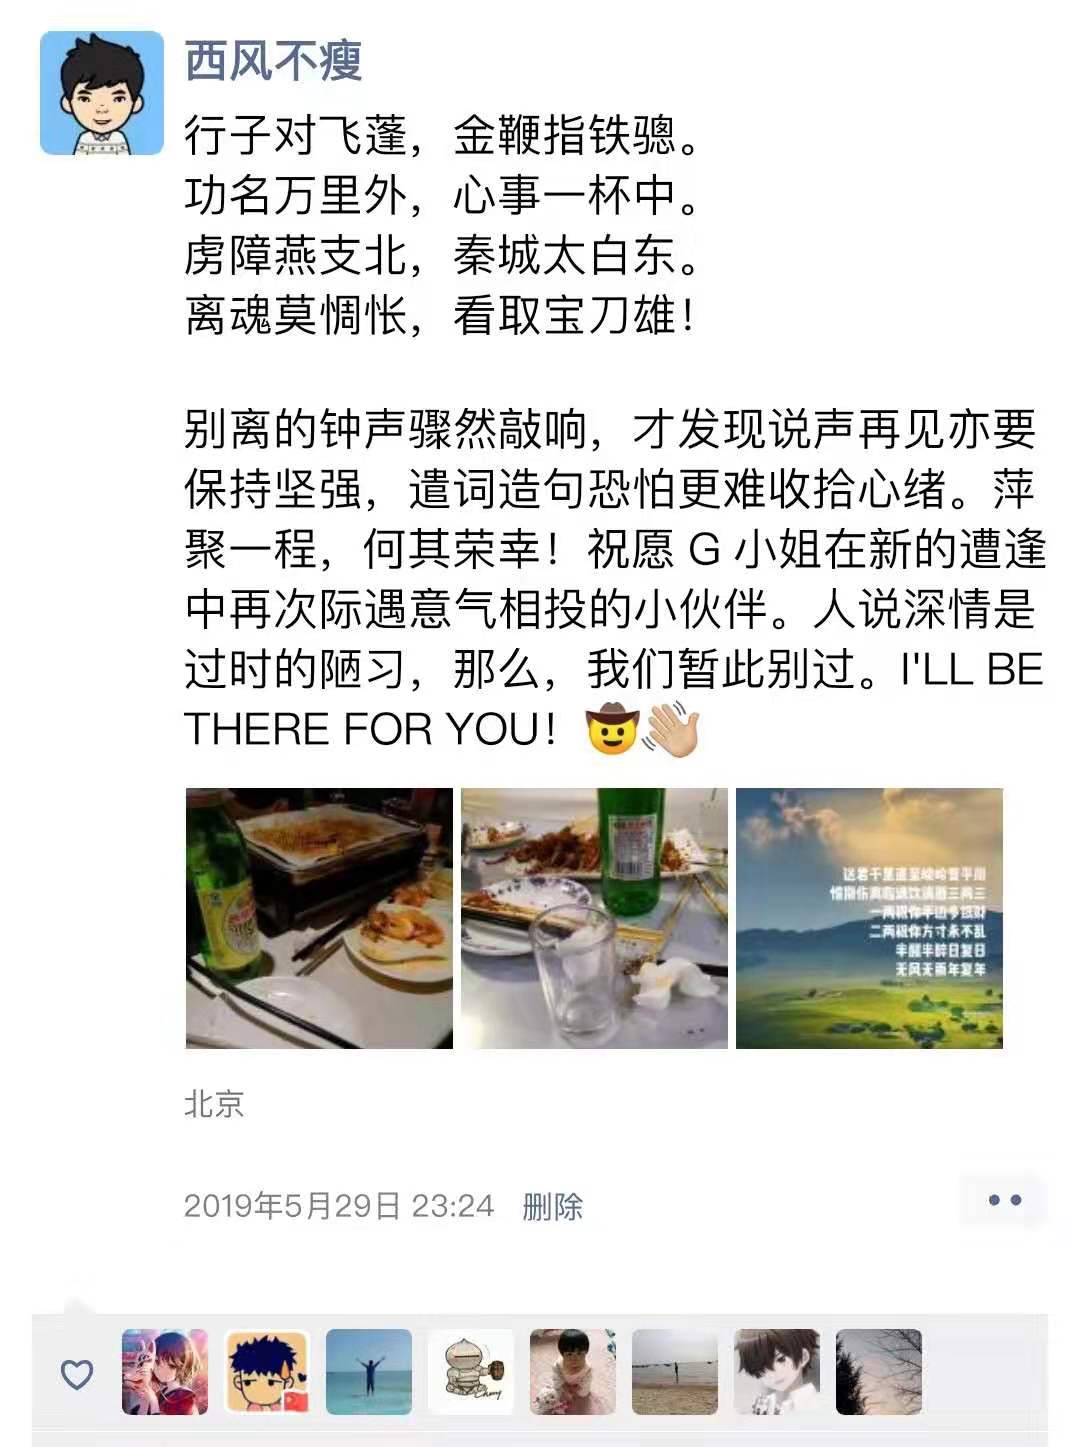 西风不瘦
行子对飞蓬，金鞭指铁骢。
功名万里外，心事一杯中。
虏障燕支北，秦城太白东。
离魂莫惆怅，看取宝刀雄！
别离的钟声骤然敲响，才发现说声再见亦要
保持坚强，遣词造句恐怕更难收拾心绪。萍
聚一程，何其荣幸！祝愿 G 小姐在新的遭逢
中再次际遇意气相投的小伙伴。人说深情是
过时的陋习，那么，我们暂此别过。I'LL BE
THERE FOR YOU！🤠👋🏼
送君千里直至峻岭变平川
惜别伤离临请饮清酒三两三
一两祝你手边多银财
二两祝你方寸永不乱
半醒半醉日复日
无风无雨年复年
北京
2019年5月29日 23:24 删除